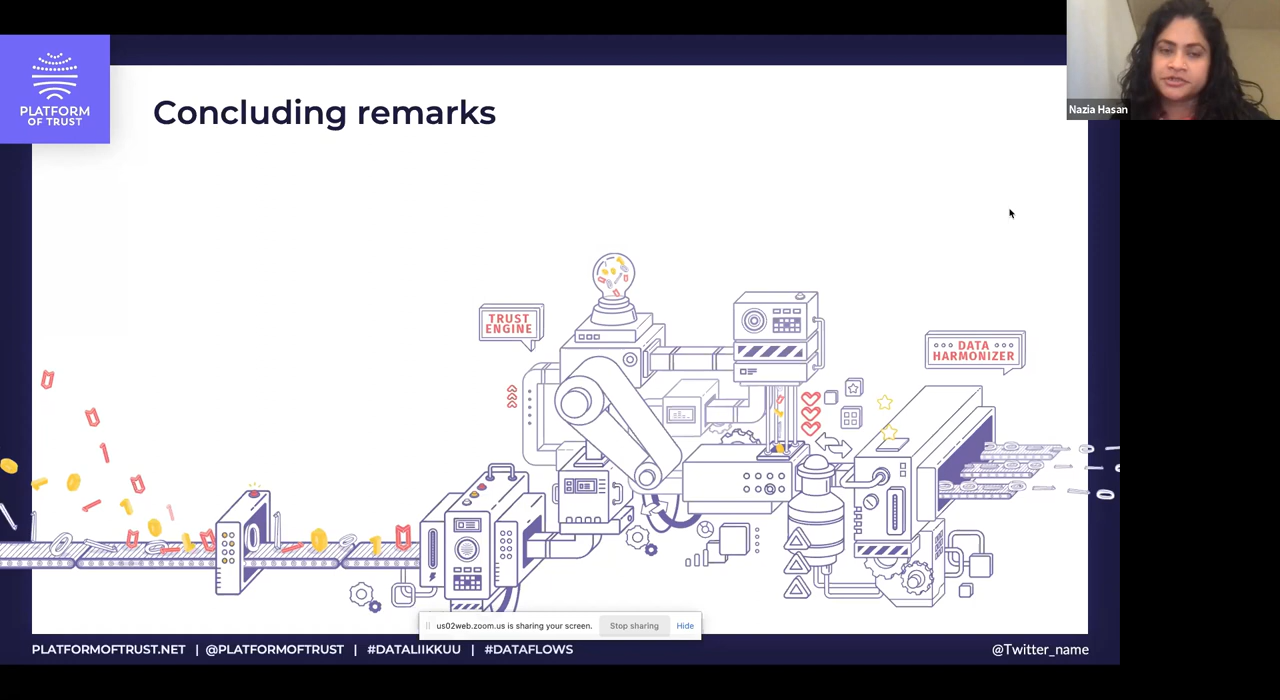 PLATFORM
OF TRUST
Concluding remarks
Nazia Hasan
TRUST
ENGINE
DATA
HARMONIZER
us02web.zoom.us is sharing your screen.
Stop sharing
Hide
PLATFORMOFTRUST.NET | @PLATFORMOFTRUST | #DATALIIKKUU | #DATAFLOWS
@Twitter_name